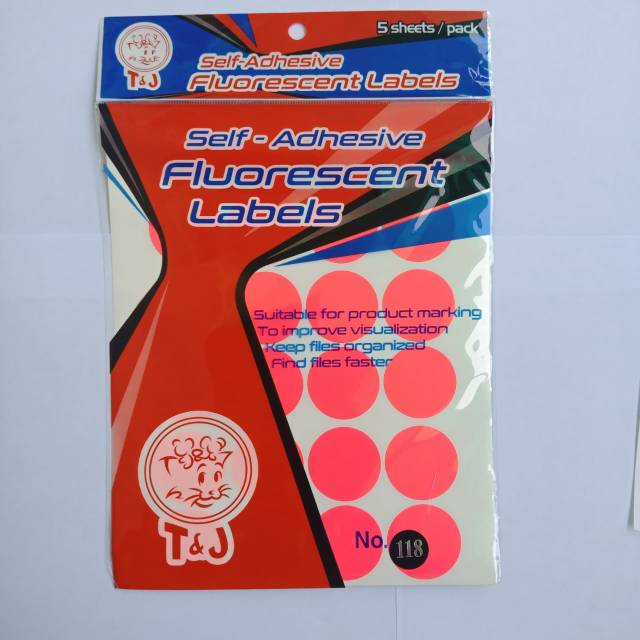 5 sheets / pack
Self-Adhesive
Fluorescent Labels
T&J
Self - Adhesive
Fluorescent
Labels
Suitable for product marking
To improve visualization
Keep files organized
Find files faster
T&J
No. 118